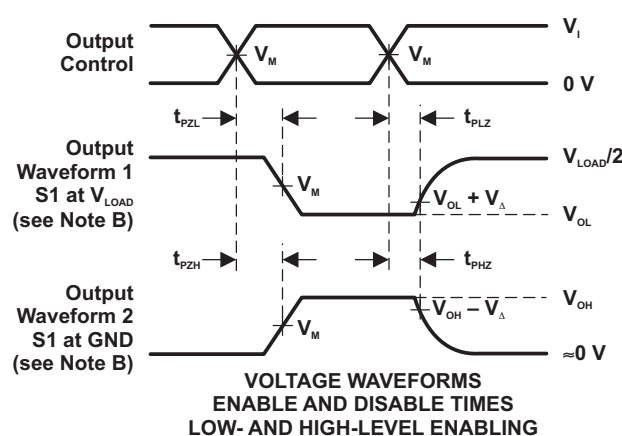 Output
Control
V_M
V_M
V_I
0 V
t_PZL
t_PLZ
Output
Waveform 1
S1 at V_LOAD
(see Note B)
V_M
V_OL + V_Δ
V_LOAD/2
V_OL
t_PZH
t_PHZ
Output
Waveform 2
S1 at GND
(see Note B)
V_M
V_OH – V_Δ
V_OH
≈0 V
VOLTAGE WAVEFORMS
ENABLE AND DISABLE TIMES
LOW- AND HIGH-LEVEL ENABLING